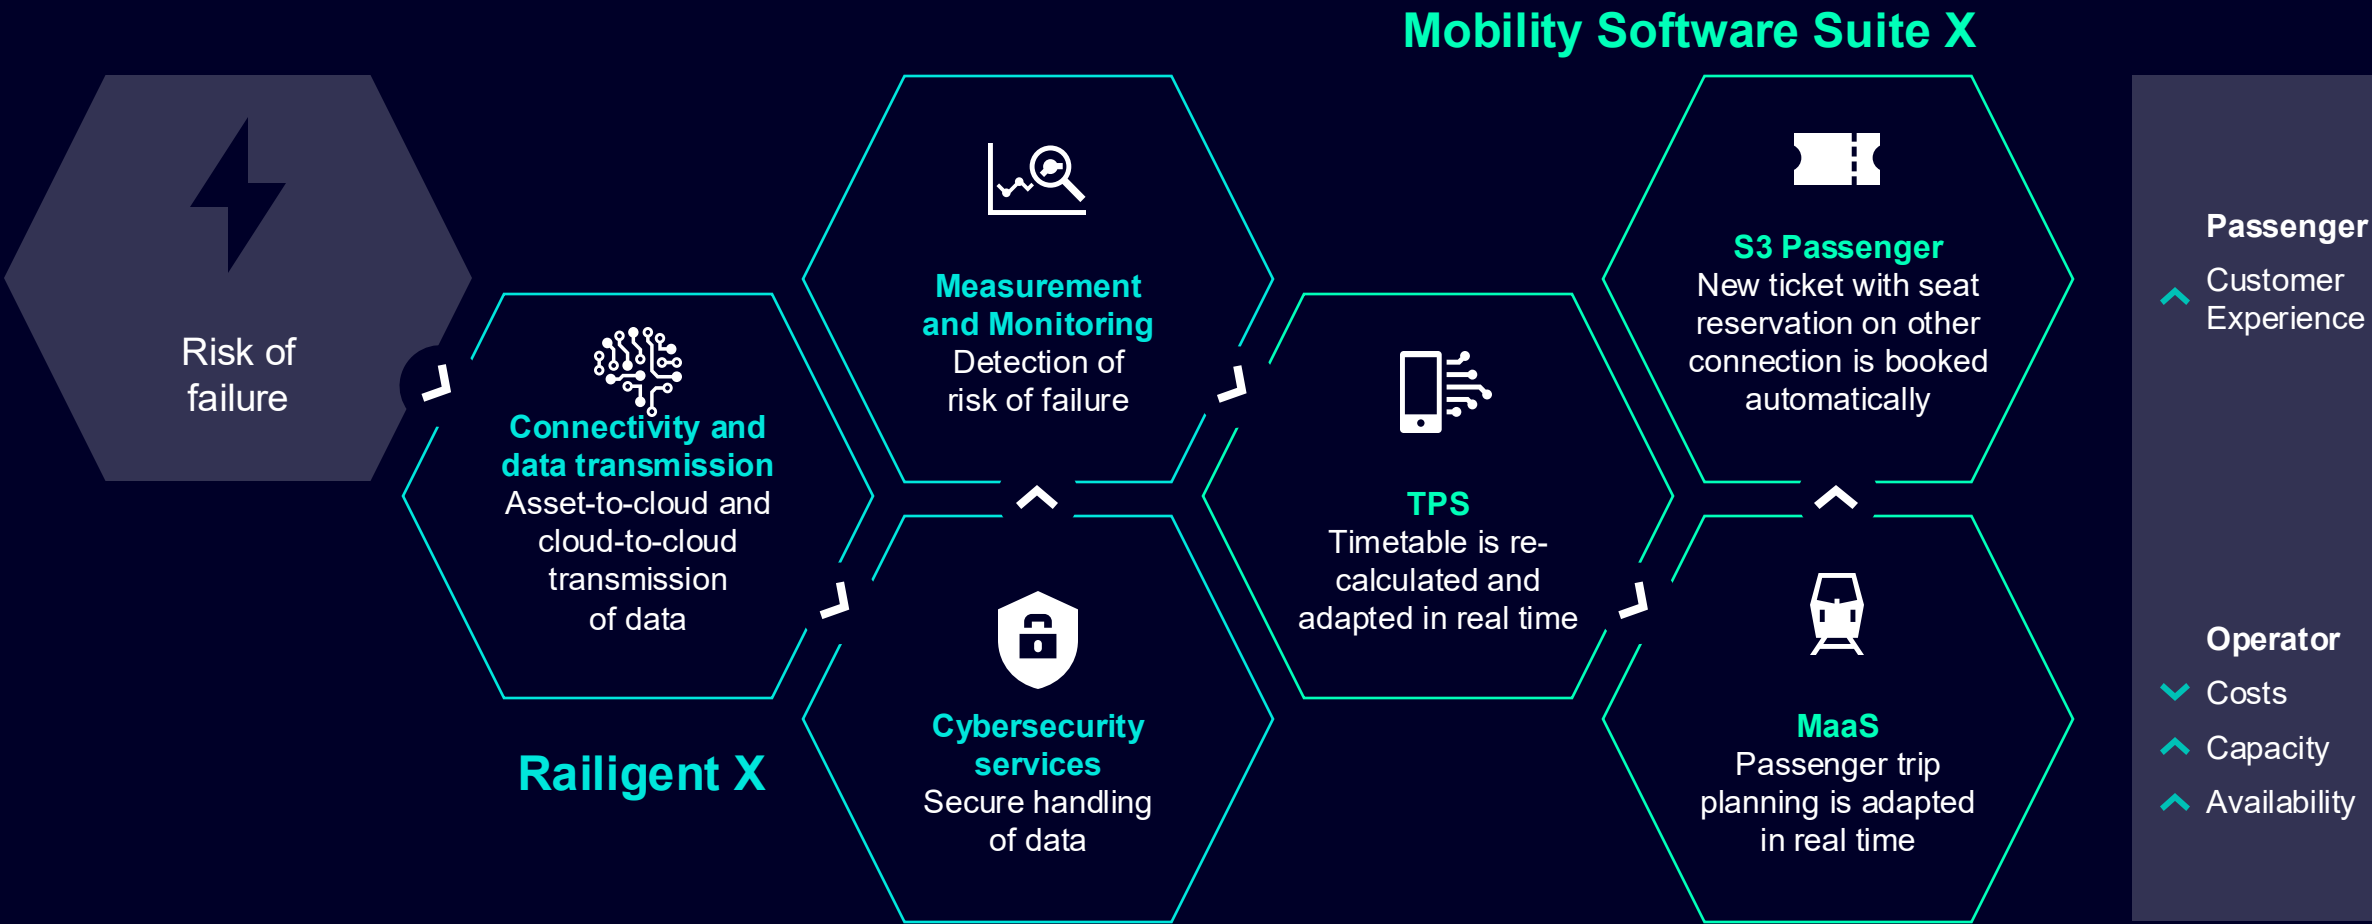 Mobility Software Suite X
Risk of
failure
Connectivity and
data transmission
Asset-to-cloud and
cloud-to-cloud
transmission
of data
Railigent X
Measurement
and Monitoring
Detection of
risk of failure
Cybersecurity
services
Secure handling
of data
TPS
Timetable is re-
calculated and
adapted in real time
S3 Passenger
New ticket with seat
reservation on other
connection is booked
automatically
MaaS
Passenger trip
planning is adapted
in real time
Passenger
Customer
Experience
Operator
Costs
Capacity
Availability